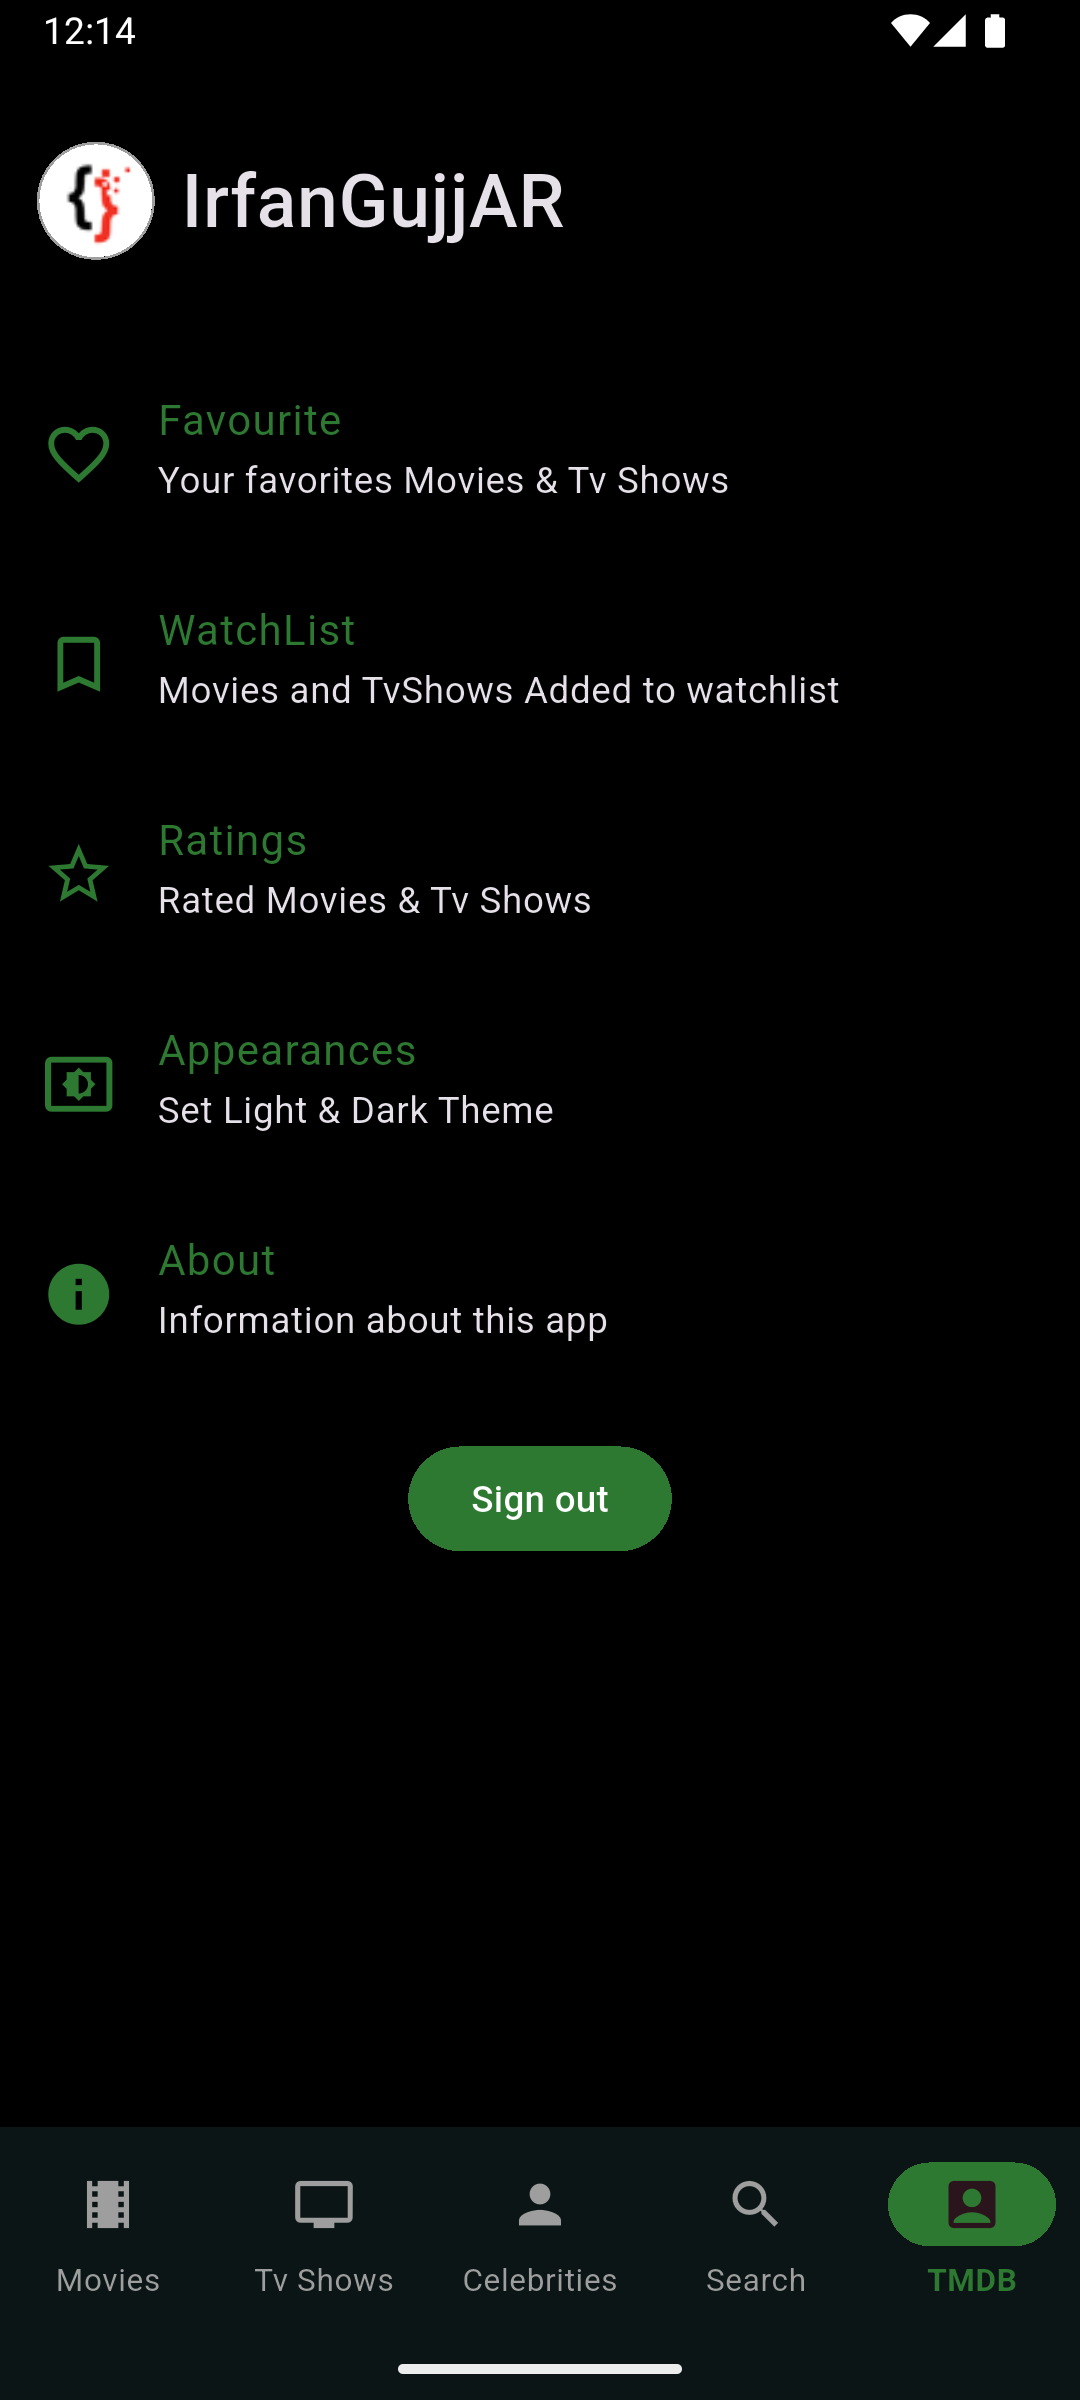 12:14
IrfanGujjAR
Favourite
Your favorites Movies & Tv Shows
WatchList
Movies and TvShows Added to watchlist
Ratings
Rated Movies & Tv Shows
Appearances
Set Light & Dark Theme
About
Information about this app
Sign out
Movies
Tv Shows
Celebrities
Search
TMDB